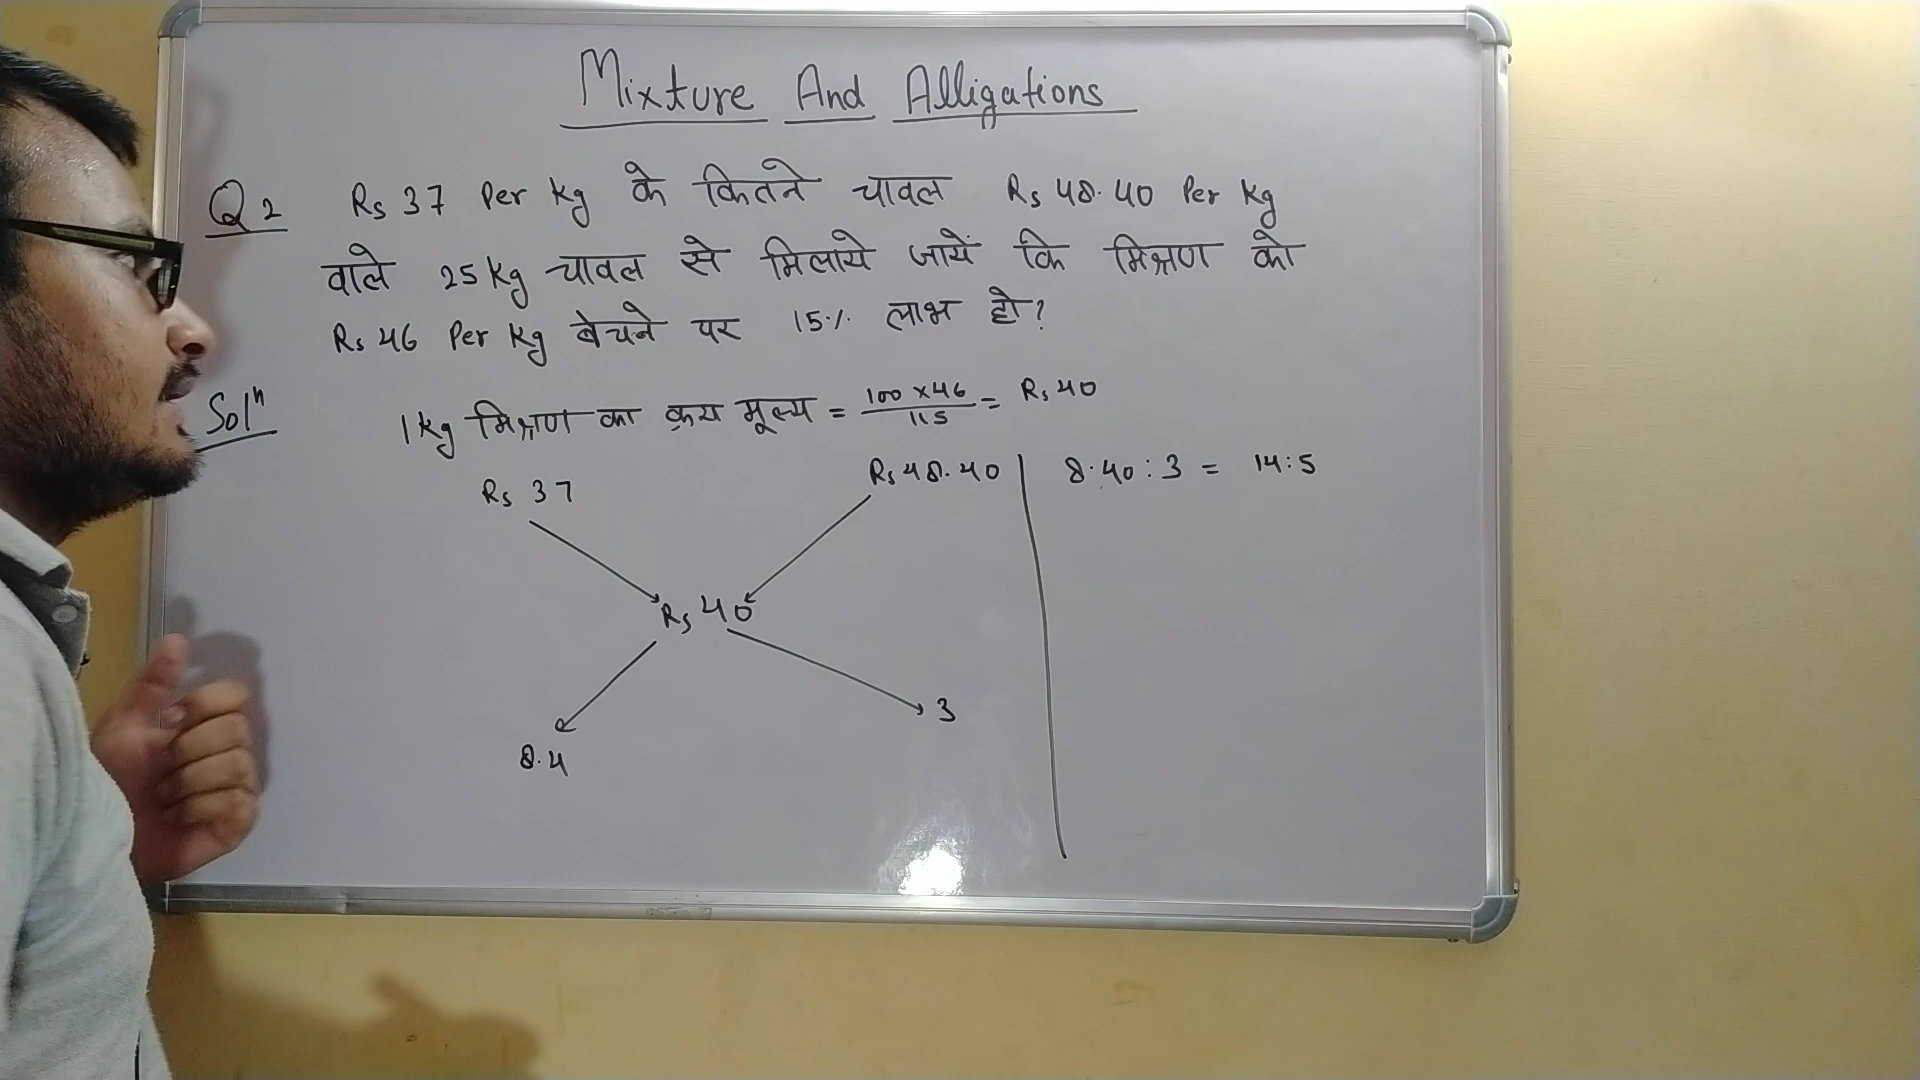 Mixture And Alligations
Q2 Rs 37 Per kg के कितने चावल Rs 48.40 Per kg
वाले 25 kg चावल से मिलाये जायें कि मिश्रण को
Rs 46 Per kg बेचने पर 15% लाभ हो?
Solⁿ 1 kg मिश्रण का क्रय मूल्य = 100 × 46 / 115 = Rs 40
Rs 37 Rs 48.40 8.40 : 3 = 14 : 5
Rs 40
8.4 3